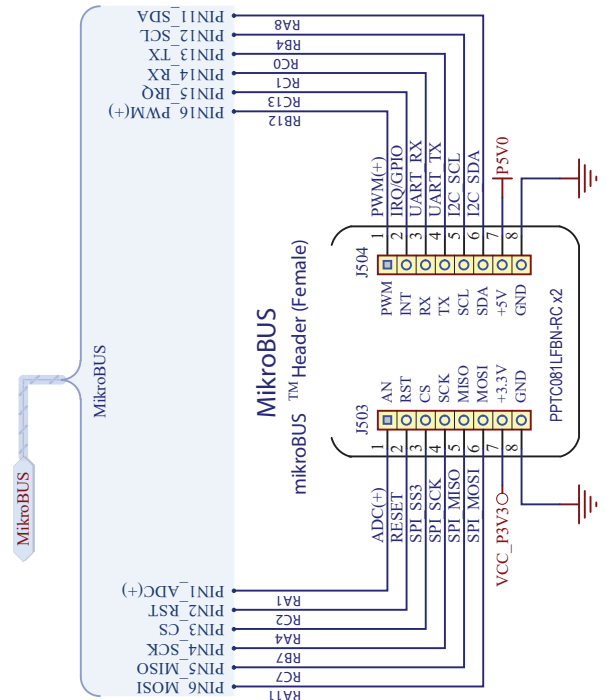 PIN11_SDA
RA8
PIN12_SCL
RB4
PIN13_TX
RC0
PIN14_RX
RC1
PIN15_IRQ
RC13
PIN16_PWM(+)
RB12
PWM(+)
IRQ/GPIO
UART_RX
UART_TX
I2C_SCL
I2C_SDA
P5V0
1
2
3
4
5
6
7
8
J504
PWM
INT
RX
TX
SCL
SDA
+5V
GND
MikroBUS
mikroBUS ™ Header (Female)
PPTC081LFBN-RC x2
MikroBUS
MikroBUS
J503
AN
RST
CS
SCK
MISO
MOSI
+3.3V
GND
1
2
3
4
5
6
7
8
ADC(+)
RESET
SPI_SS3
SPI_SCK
SPI_MISO
SPI_MOSI
VCC_P3V3
PIN1_ADC(+)
RA1
PIN2_RST
RC2
PIN3_CS
RA4
PIN4_SCK
RB7
PIN5_MISO
RC7
PIN6_MOSI
RA11